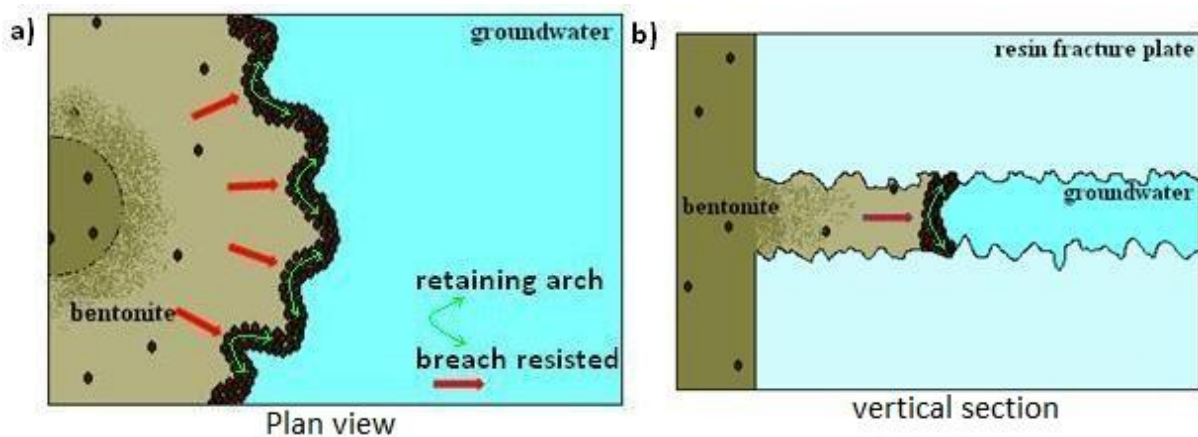 a)
groundwater
bentonite
retaining arch
breach resisted
Plan view
b)
resin fracture plate
bentonite
groundwater
vertical section